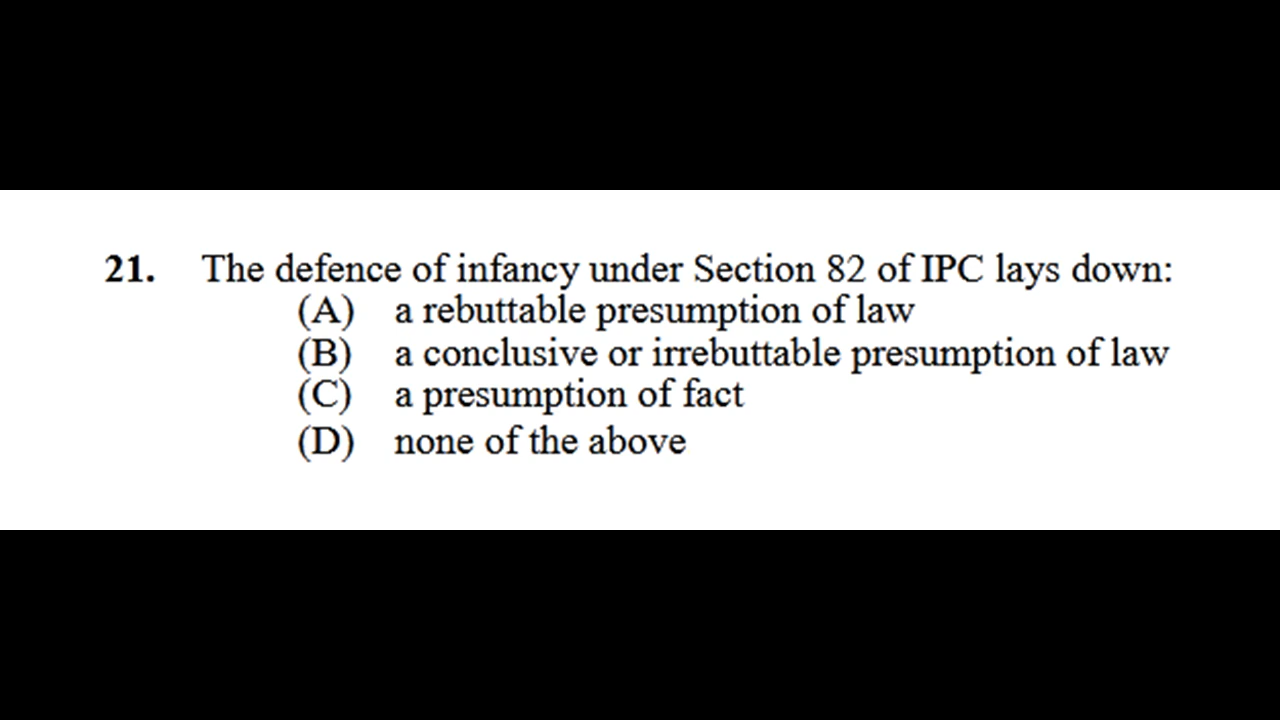 21. The defence of infancy under Section 82 of IPC lays down:
(A) a rebuttable presumption of law
(B) a conclusive or irrebuttable presumption of law
(C) a presumption of fact
(D) none of the above